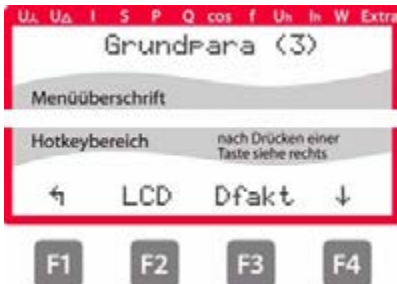 U⅄ U△ I S P Q cos f Uh Ih W Extra
Grundpara (3)
Menüüberschrift
Hotkeybereich
nach Drücken einer
Taste siehe rechts
↰ LCD Dfakt ↓
F1 F2 F3 F4